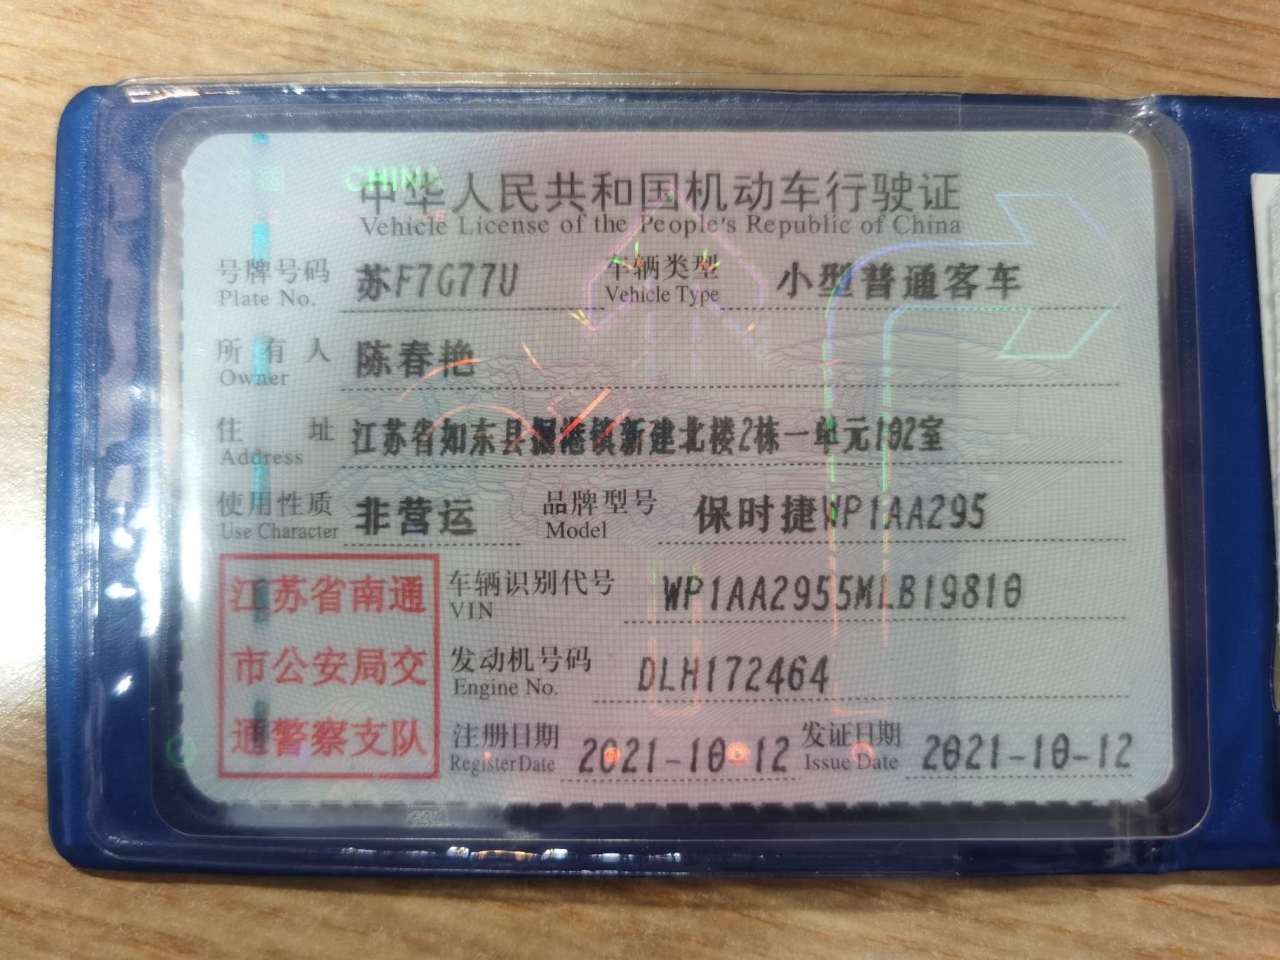 CHINA
中华人民共和国机动车行驶证
Vehicle License of the People's Republic of China
号牌号码 苏F7G77U 车辆类型 小型普通客车
Plate No. Vehicle Type
所有人 陈春艳
Owner
住址 江苏省如东县掘港镇新建北楼2栋一单元102室
Address
使用性质 非营运 品牌型号 保时捷WP1AA295
Use Character Model
江苏省南通
市公安局交
通警察支队
车辆识别代号 WP1AA2955MLB19810
VIN
发动机号码 DLH172464
Engine No.
注册日期 2021-10-12 发证日期 2021-10-12
Register Date Issue Date